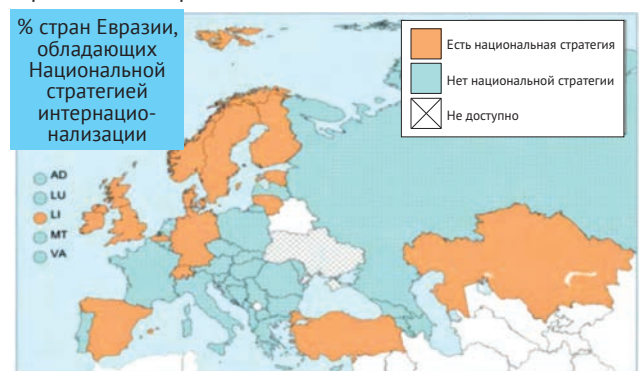 % стран Евразии,
обладающих
Национальной
стратегией
интернацио-
нализации
Есть национальная стратегия
Нет национальной стратегии
Не доступно
AD
LU
LI
MT
VA